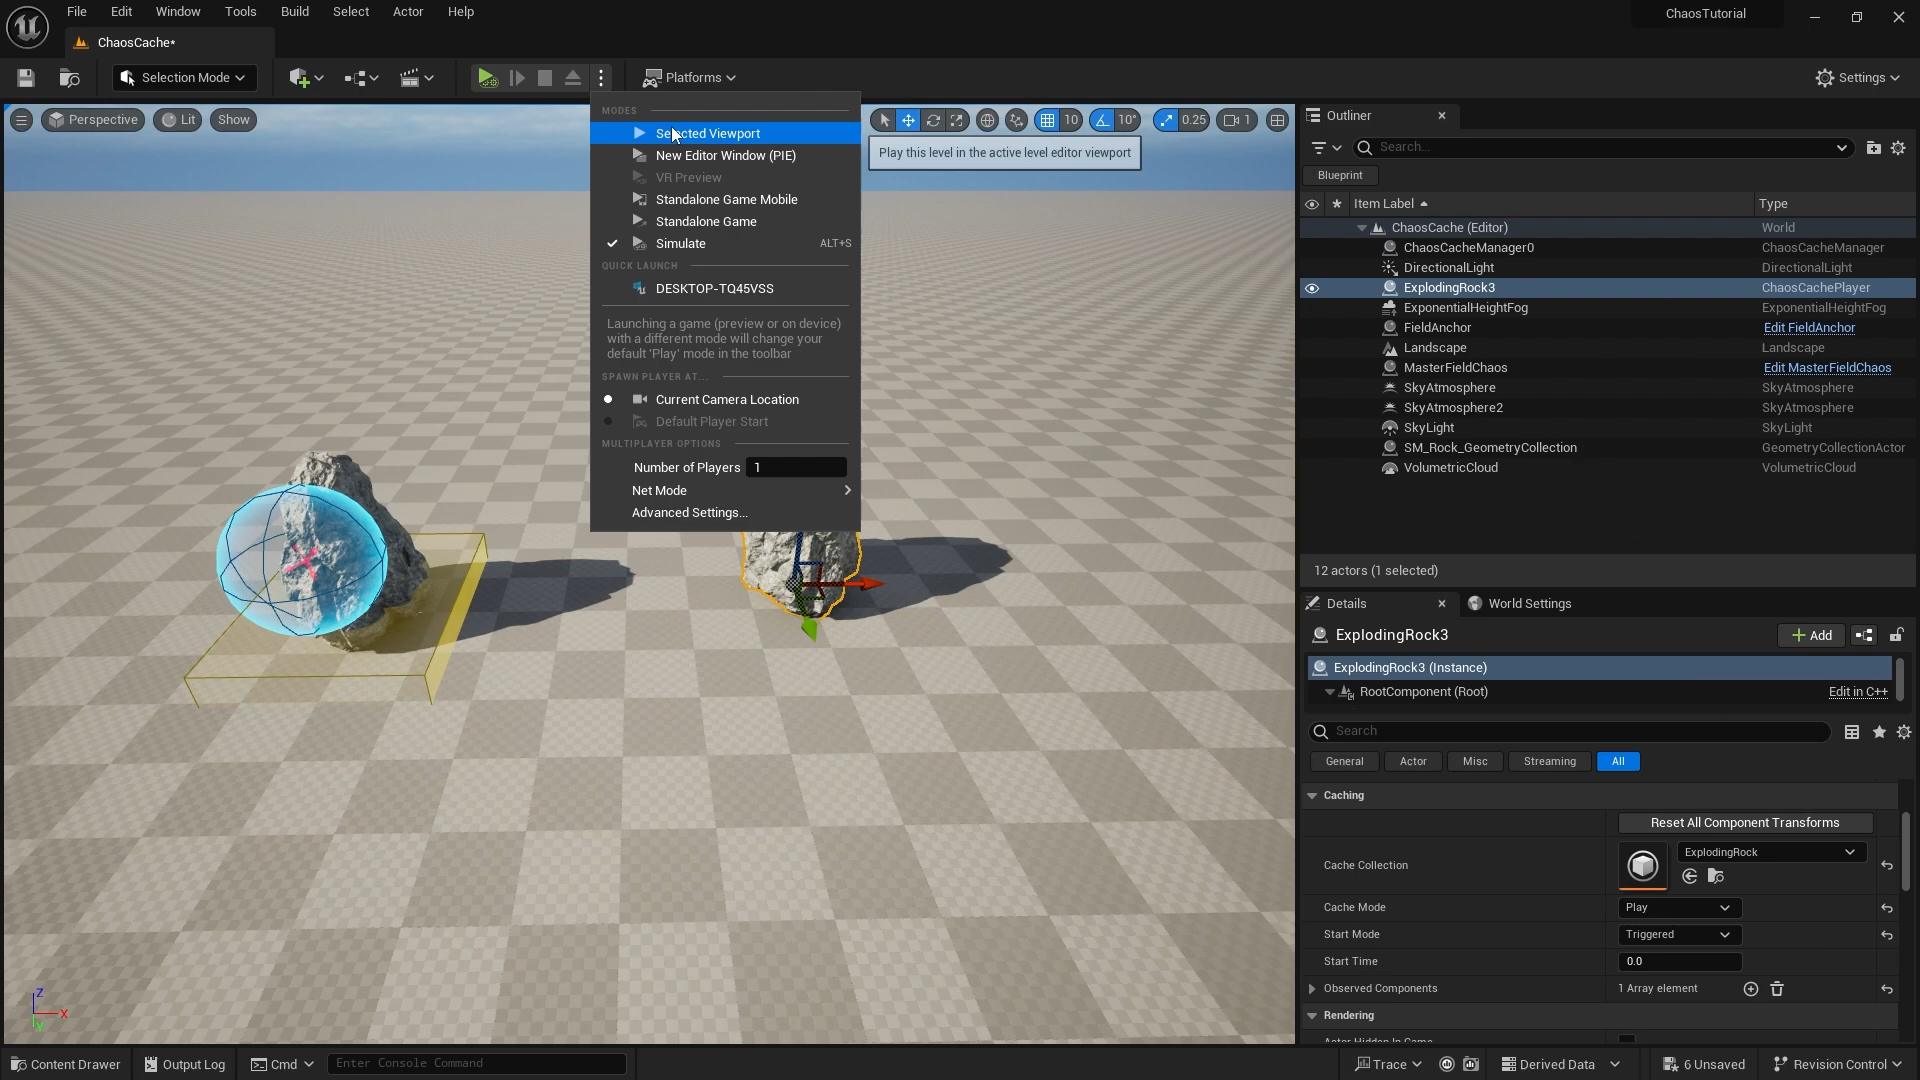 File Edit Window Tools Build Select Actor Help
ChaosTutorial
ChaosCache*
Selection Mode
Platforms
Settings
Perspective
Lit
Show
10
10°
0.25
1
MODES
Selected Viewport
Play this level in the active level editor viewport
New Editor Window (PIE)
VR Preview
Standalone Game Mobile
Standalone Game
Simulate ALT+S
QUICK LAUNCH
DESKTOP-TQ45VSS
Launching a game (preview or on device)
with a different mode will change your
default 'Play' mode in the toolbar
SPAWN PLAYER AT...
Current Camera Location
Default Player Start
MULTIPLAYER OPTIONS
Number of Players 1
Net Mode
Advanced Settings...
Z
X
Y
Outliner
Search...
Blueprint
Item Label Type
ChaosCache (Editor) World
ChaosCacheManager0 ChaosCacheManager
DirectionalLight DirectionalLight
ExplodingRock3 ChaosCachePlayer
ExponentialHeightFog ExponentialHeightFog
FieldAnchor Edit FieldAnchor
Landscape Landscape
MasterFieldChaos Edit MasterFieldChaos
SkyAtmosphere SkyAtmosphere
SkyAtmosphere2 SkyAtmosphere
SkyLight SkyLight
SM_Rock_GeometryCollection GeometryCollectionActor
VolumetricCloud VolumetricCloud
12 actors (1 selected)
Details
World Settings
ExplodingRock3
Add
ExplodingRock3 (Instance)
RootComponent (Root) Edit in C++
Search
General Actor Misc Streaming All
Caching
Reset All Component Transforms
Cache Collection ExplodingRock
Cache Mode Play
Start Mode Triggered
Start Time 0.0
Observed Components 1 Array element
Rendering
Actor Hidden In Game
Content Drawer
Output Log
Cmd
Enter Console Command
Trace
Derived Data
6 Unsaved
Revision Control